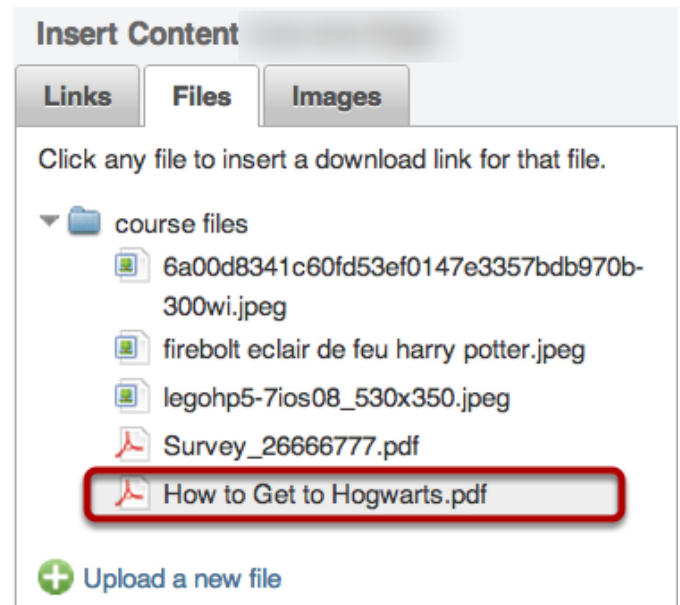 Insert Content
Links Files Images
Click any file to insert a download link for that file.
course files
6a00d8341c60fd53ef0147e3357bdb970b-
300wi.jpeg
firebolt eclair de feu harry potter.jpeg
legohp5-7ios08_530x350.jpeg
Survey_26666777.pdf
How to Get to Hogwarts.pdf
Upload a new file